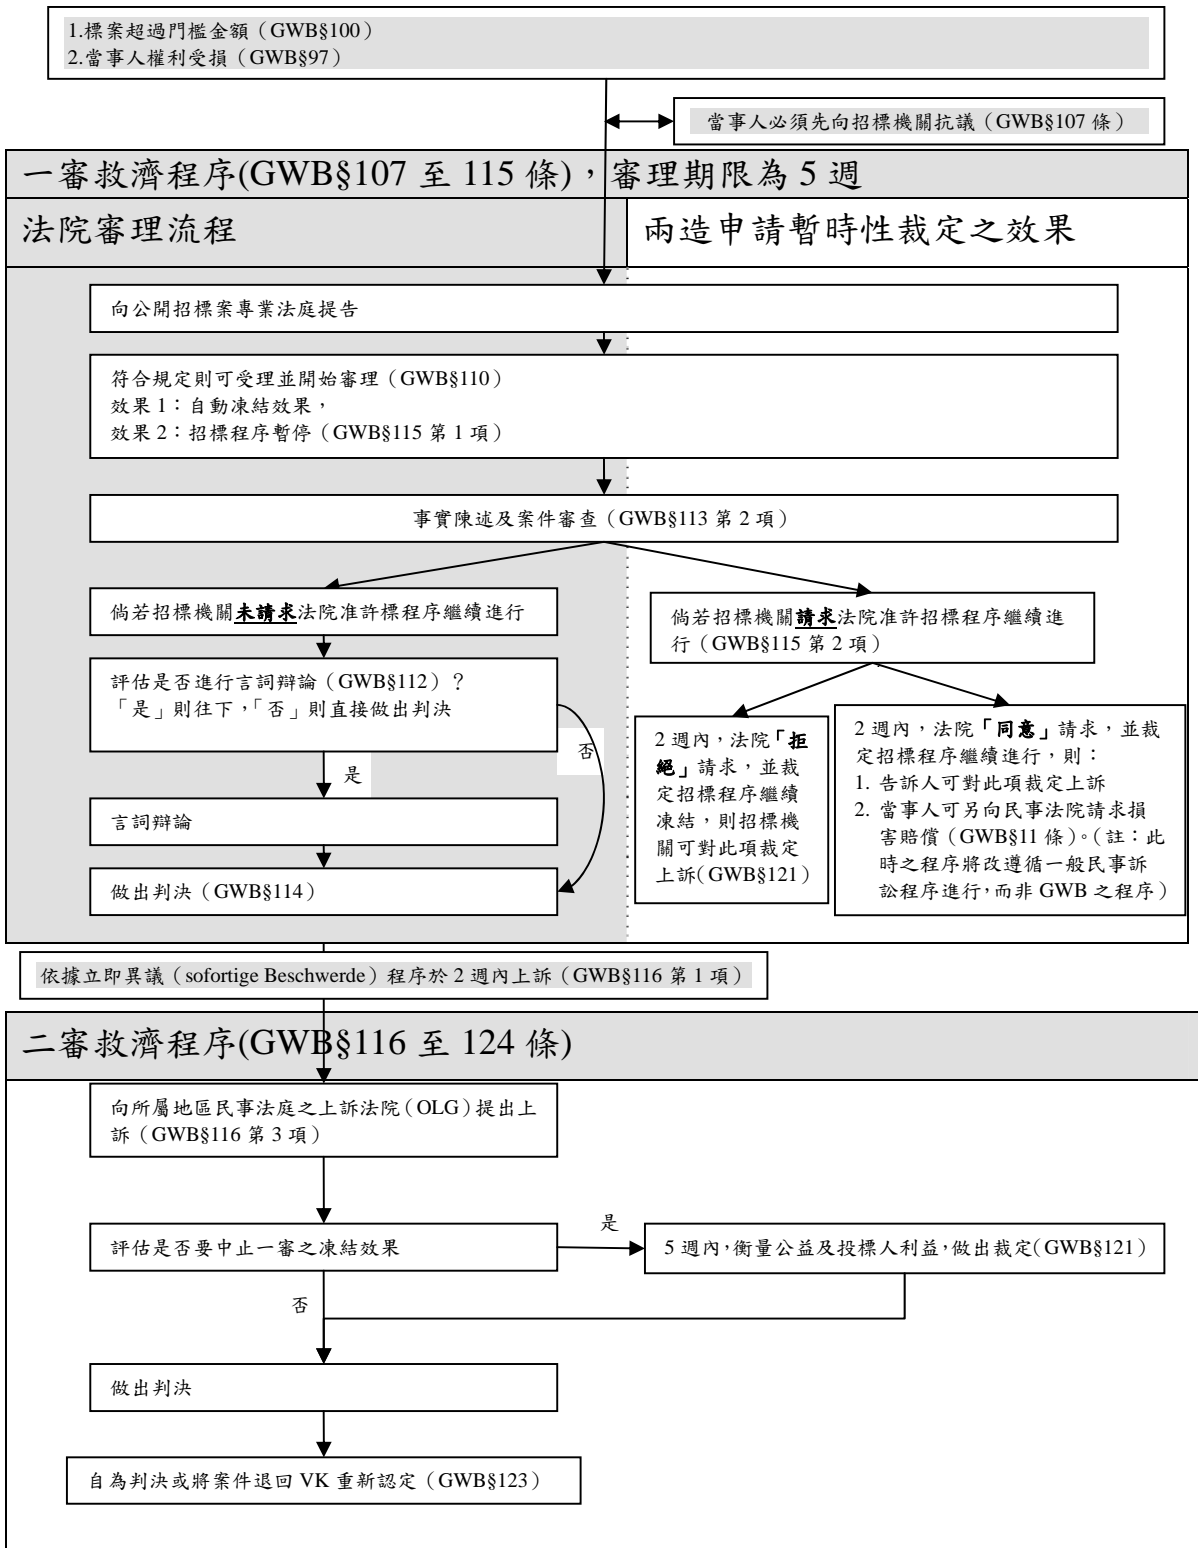 1.標案超過門檻金額（GWB§100）
2.當事人權利受損（GWB§97）
當事人必須先向招標機關抗議（GWB§107 條）
一審救濟程序(GWB§107 至 115 條)，審理期限為 5 週
法院審理流程
兩造申請暫時性裁定之效果
向公開招標案專業法庭提告
符合規定則可受理並開始審理（GWB§110）
效果 1：自動凍結效果，
效果 2：招標程序暫停（GWB§115 第 1 項）
事實陳述及案件審查（GWB§113 第 2 項）
倘若招標機關未請求法院准許標程序繼續進行
評估是否進行言詞辯論（GWB§112）？
「是」則往下，「否」則直接做出判決
否
是
言詞辯論
做出判決（GWB§114）
倘若招標機關請求法院准許招標程序繼續進
行（GWB§115 第 2 項）
2 週內，法院「拒
絕」請求，並裁
定招標程序繼續
凍結，則招標機
關可對此項裁定
上訴(GWB§121)
2 週內，法院「同意」請求，並裁
定招標程序繼續進行，則：
1. 告訴人可對此項裁定上訴
2. 當事人可另向民事法院請求損
害賠償（GWB§11 條）。（註：此
時之程序將改遵循一般民事訴
訟程序進行，而非 GWB 之程序）
依據立即異議（sofortige Beschwerde）程序於 2 週內上訴（GWB§116 第 1 項）
二審救濟程序(GWB§116 至 124 條)
向所屬地區民事法庭之上訴法院（OLG）提出上
訴（GWB§116 第 3 項）
評估是否要中止一審之凍結效果
是
5 週內，衡量公益及投標人利益，做出裁定(GWB§121)
否
做出判決
自為判決或將案件退回 VK 重新認定（GWB§123）